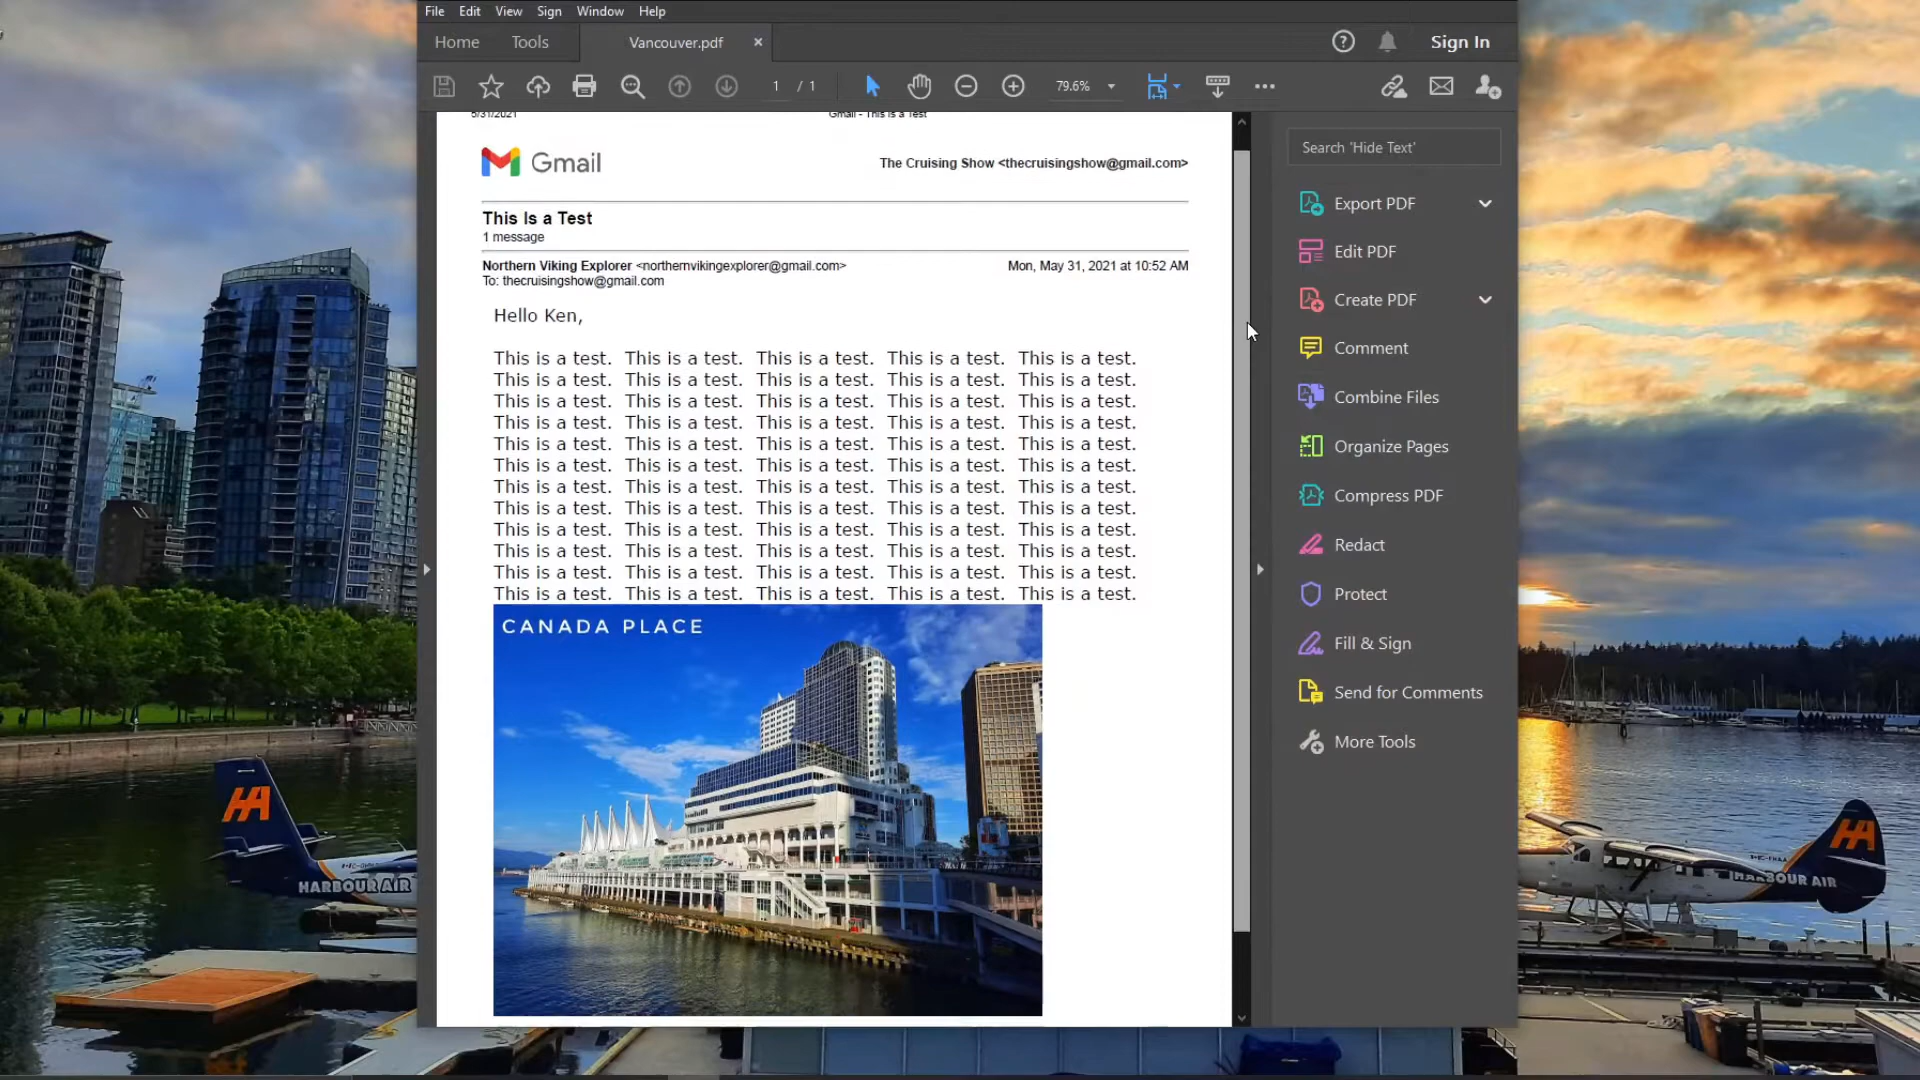 File Edit View Sign Window Help
Home Tools Vancouver.pdf × Sign In
1 / 1 79.6%
5/31/2021 Gmail - This Is a Test
Gmail The Cruising Show <thecruisingshow@gmail.com>
This Is a Test
1 message
Northern Viking Explorer <northernvikingexplorer@gmail.com> Mon, May 31, 2021 at 10:52 AM
To: thecruisingshow@gmail.com
Hello Ken,
This is a test. This is a test. This is a test. This is a test. This is a test.
This is a test. This is a test. This is a test. This is a test. This is a test.
This is a test. This is a test. This is a test. This is a test. This is a test.
This is a test. This is a test. This is a test. This is a test. This is a test.
This is a test. This is a test. This is a test. This is a test. This is a test.
This is a test. This is a test. This is a test. This is a test. This is a test.
This is a test. This is a test. This is a test. This is a test. This is a test.
This is a test. This is a test. This is a test. This is a test. This is a test.
This is a test. This is a test. This is a test. This is a test. This is a test.
This is a test. This is a test. This is a test. This is a test. This is a test.
This is a test. This is a test. This is a test. This is a test. This is a test.
This is a test. This is a test. This is a test. This is a test. This is a test.
CANADA PLACE
Search 'Hide Text'
Export PDF
Edit PDF
Create PDF
Comment
Combine Files
Organize Pages
Compress PDF
Redact
Protect
Fill & Sign
Send for Comments
More Tools
HA
HARBOUR AIR
HA
HARBOUR AIR